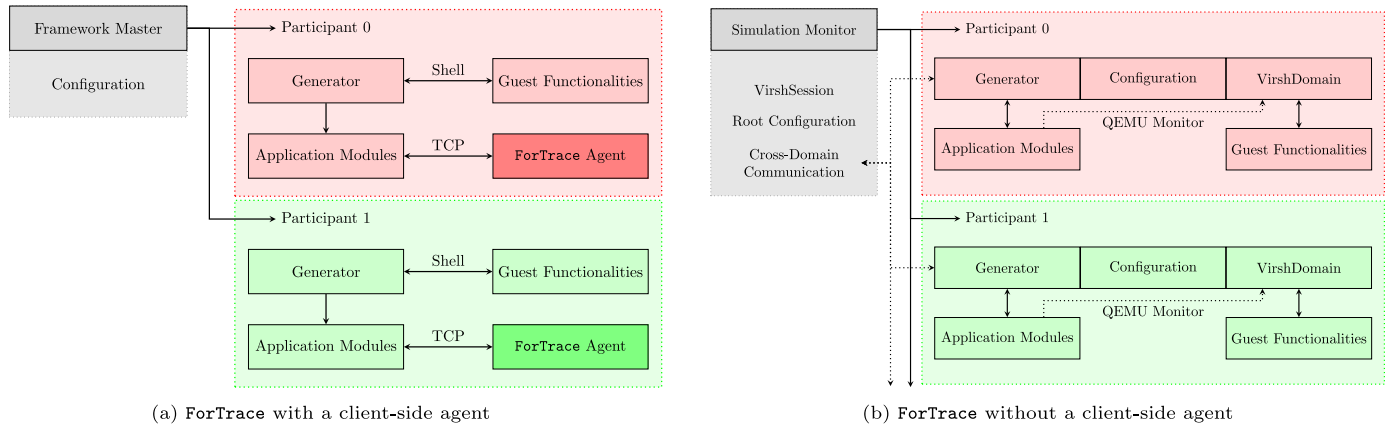 Framework Master
Configuration
Participant 0
Generator
Shell
Guest Functionalities
Application Modules
TCP
ForTrace Agent
Participant 1
Generator
Shell
Guest Functionalities
Application Modules
TCP
ForTrace Agent
(a) ForTrace with a client-side agent
Simulation Monitor
VirshSession
Root Configuration
Cross-Domain
Communication
Participant 0
Generator
Configuration
VirshDomain
QEMU Monitor
Application Modules
Guest Functionalities
Participant 1
Generator
Configuration
VirshDomain
QEMU Monitor
Application Modules
Guest Functionalities
(b) ForTrace without a client-side agent